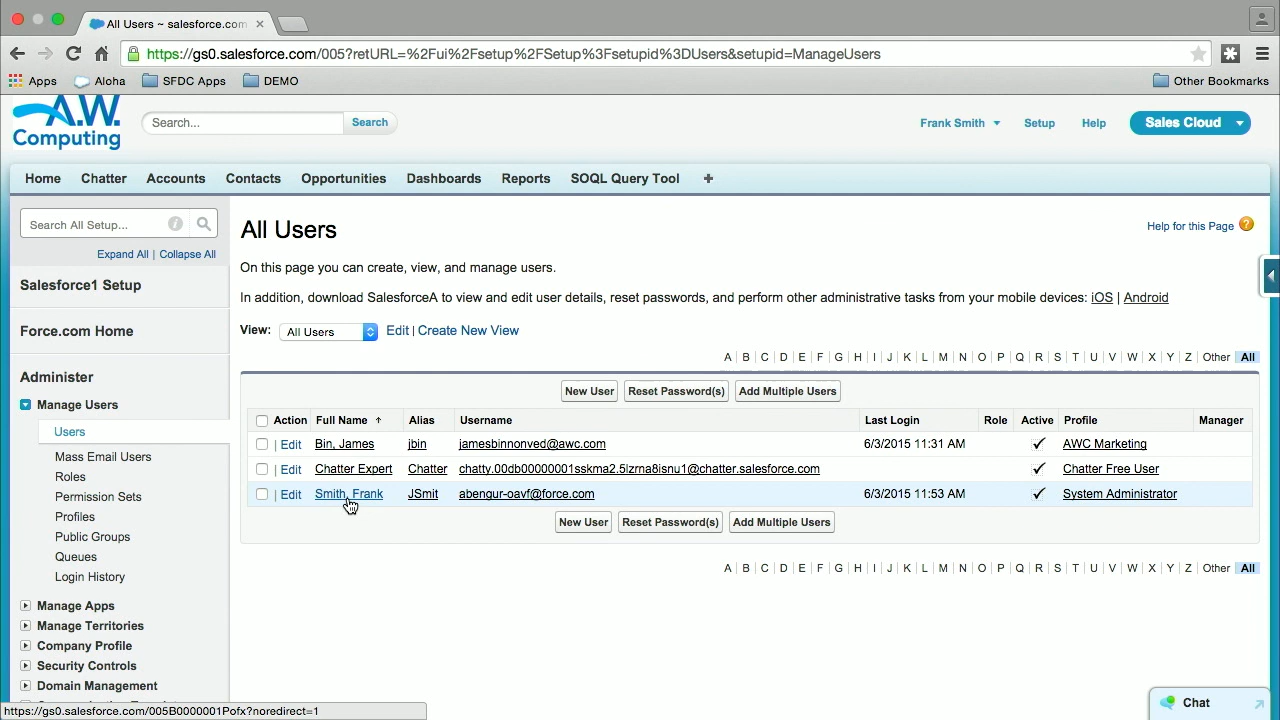 All Users ~ salesforce.com
https://gs0.salesforce.com/005?retURL=%2Fui%2Fsetup%2FSetup%3Fsetupid%3DUsers&setupid=ManageUsers
Apps Aloha SFDC Apps DEMO Other Bookmarks
A.W. Computing
Search... Search Frank Smith Setup Help Sales Cloud
Home Chatter Accounts Contacts Opportunities Dashboards Reports SOQL Query Tool +
Search All Setup...
Expand All | Collapse All
Salesforce1 Setup
Force.com Home
Administer
Manage Users
Users
Mass Email Users
Roles
Permission Sets
Profiles
Public Groups
Queues
Login History
Manage Apps
Manage Territories
Company Profile
Security Controls
Domain Management
All Users
Help for this Page ?
On this page you can create, view, and manage users.
In addition, download SalesforceA to view and edit user details, reset passwords, and perform other administrative tasks from your mobile devices: iOS | Android
View: All Users Edit | Create New View
A | B | C | D | E | F | G | H | I | J | K | L | M | N | O | P | Q | R | S | T | U | V | W | X | Y | Z | Other | All
New User Reset Password(s) Add Multiple Users
Action Full Name ↑ Alias Username Last Login Role Active Profile Manager
| Edit Bin, James jbin jamesbinnonved@awc.com 6/3/2015 11:31 AM ✓ AWC Marketing
| Edit Chatter Expert Chatter chatty.00db00000001sskma2.5lzrna8isnu1@chatter.salesforce.com ✓ Chatter Free User
| Edit Smith, Frank JSmit abengur-oavf@force.com 6/3/2015 11:53 AM ✓ System Administrator
New User Reset Password(s) Add Multiple Users
A | B | C | D | E | F | G | H | I | J | K | L | M | N | O | P | Q | R | S | T | U | V | W | X | Y | Z | Other | All
https://gs0.salesforce.com/005B0000001Pofx?noredirect=1
Chat